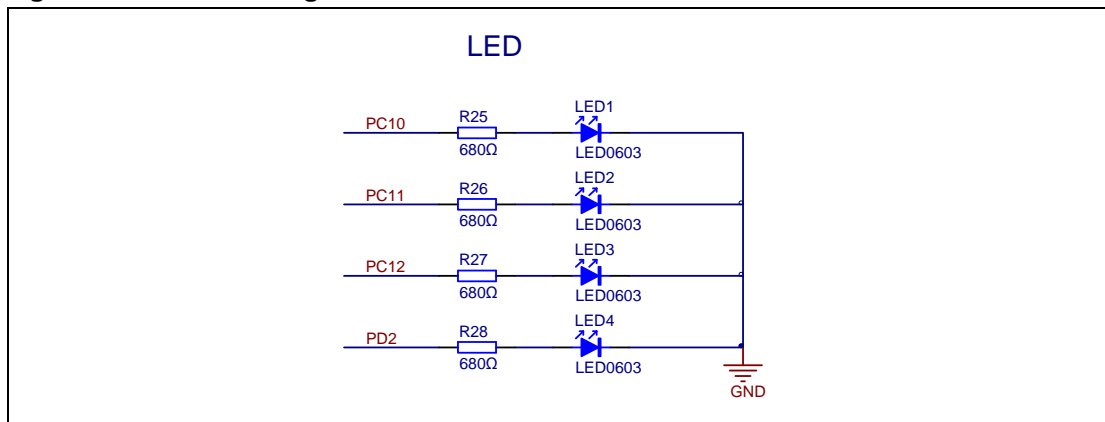 LED
PC10
R25
680Ω
LED1
LED0603
PC11
R26
680Ω
LED2
LED0603
PC12
R27
680Ω
LED3
LED0603
PD2
R28
680Ω
LED4
LED0603
GND